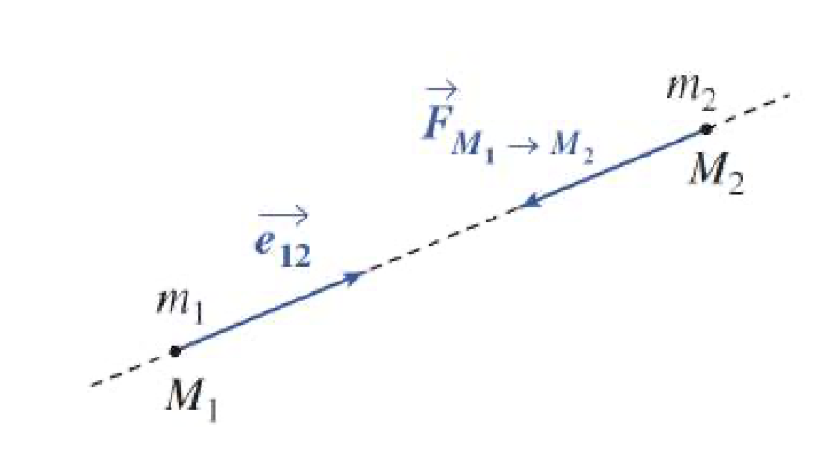 m₂
F⃗ M₁ → M₂
M₂
e⃗₁₂
m₁
M₁